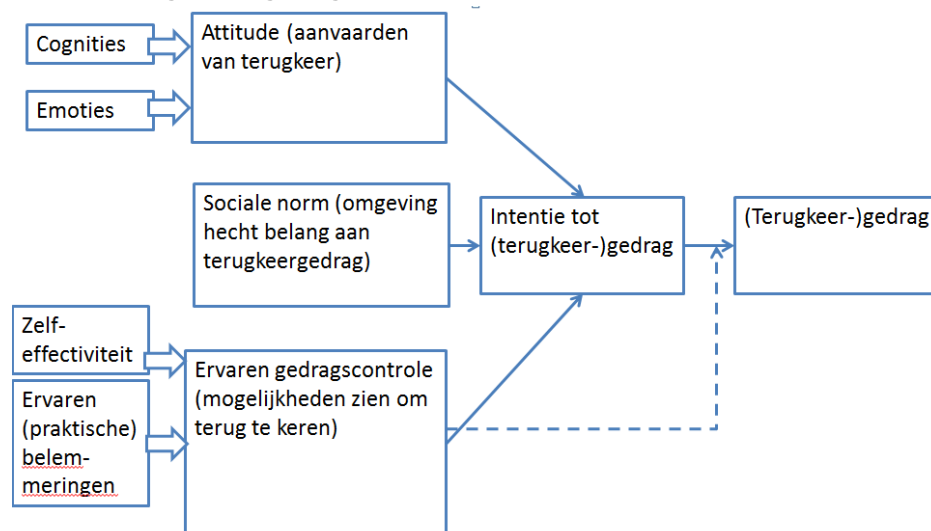 Cognities
Emoties
Attitude (aanvaarden
van terugkeer)
Sociale norm (omgeving
hecht belang aan
terugkeergedrag)
Intentie tot
(terugkeer-)gedrag
(Terugkeer-)gedrag
Zelf-
effectiviteit
Ervaren
(praktische)
belem-
meringen
Ervaren gedragscontrole
(mogelijkheden zien om
terug te keren)